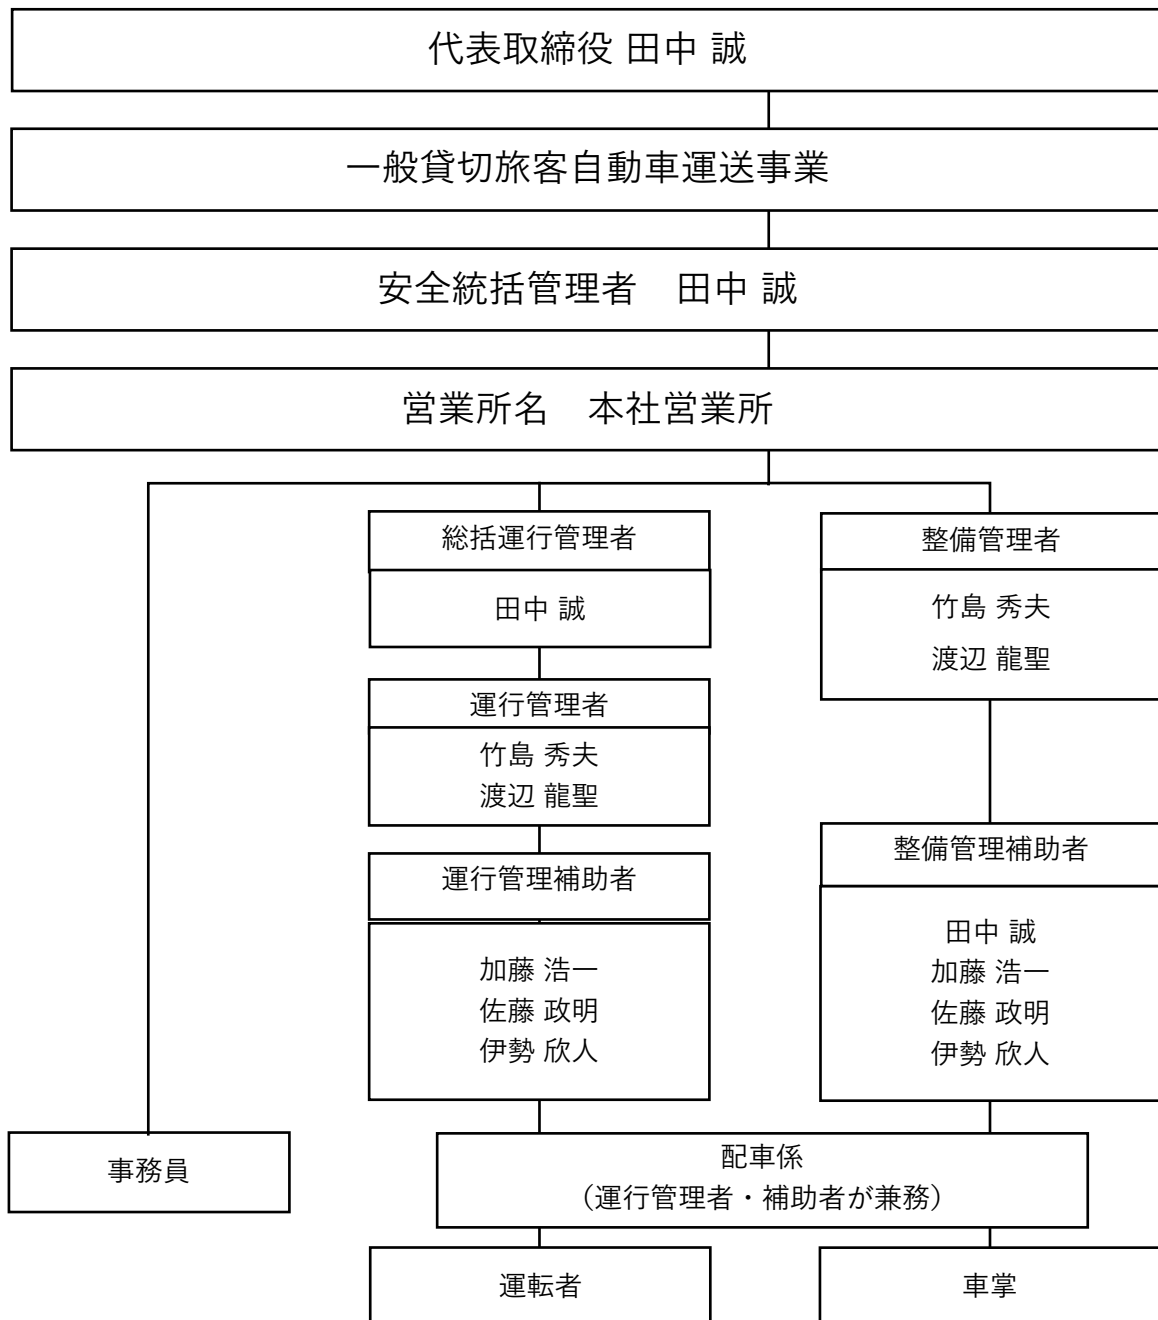 代表取締役 田中 誠
一般貸切旅客自動車運送事業
安全統括管理者　田中 誠
営業所名　本社営業所
総括運行管理者
田中 誠
運行管理者
竹島 秀夫
渡辺 龍聖
運行管理補助者
加藤 浩一
佐藤 政明
伊勢 欣人
整備管理者
竹島 秀夫
渡辺 龍聖
整備管理補助者
田中 誠
加藤 浩一
佐藤 政明
伊勢 欣人
事務員
配車係
（運行管理者・補助者が兼務）
運転者
車掌